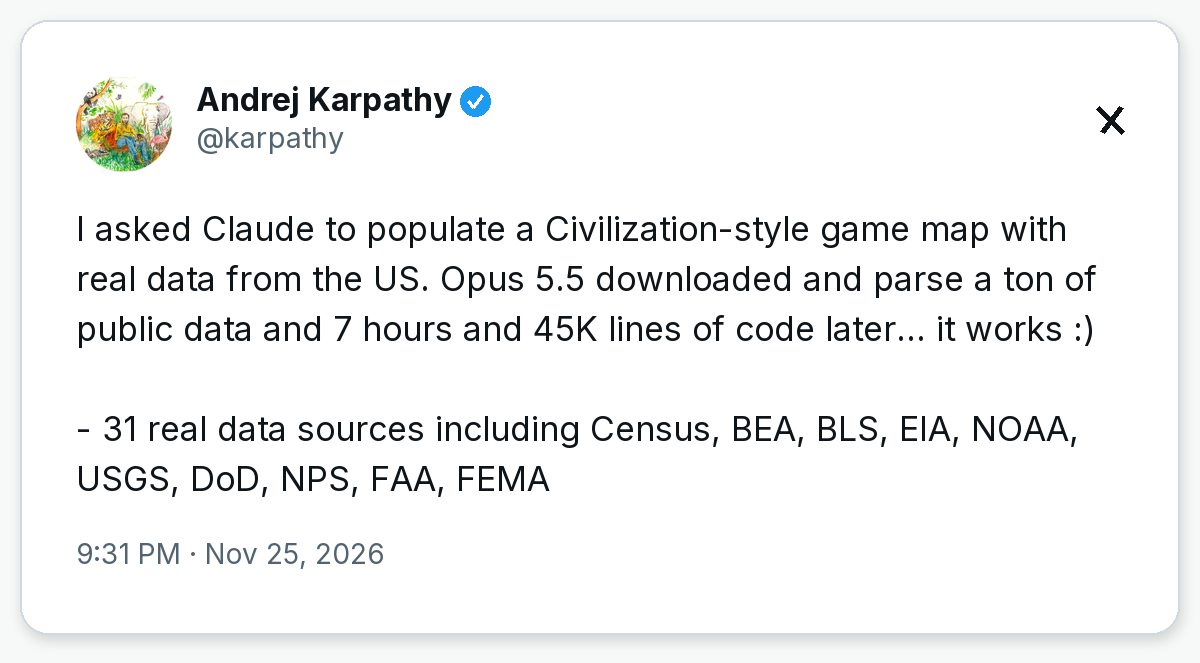 Andrej Karpathy
@karpathy
I asked Claude to populate a Civilization-style game map with
real data from the US. Opus 5.5 downloaded and parse a ton of
public data and 7 hours and 45K lines of code later... it works :)
- 31 real data sources including Census, BEA, BLS, EIA, NOAA,
USGS, DoD, NPS, FAA, FEMA
9:31 PM · Nov 25, 2026